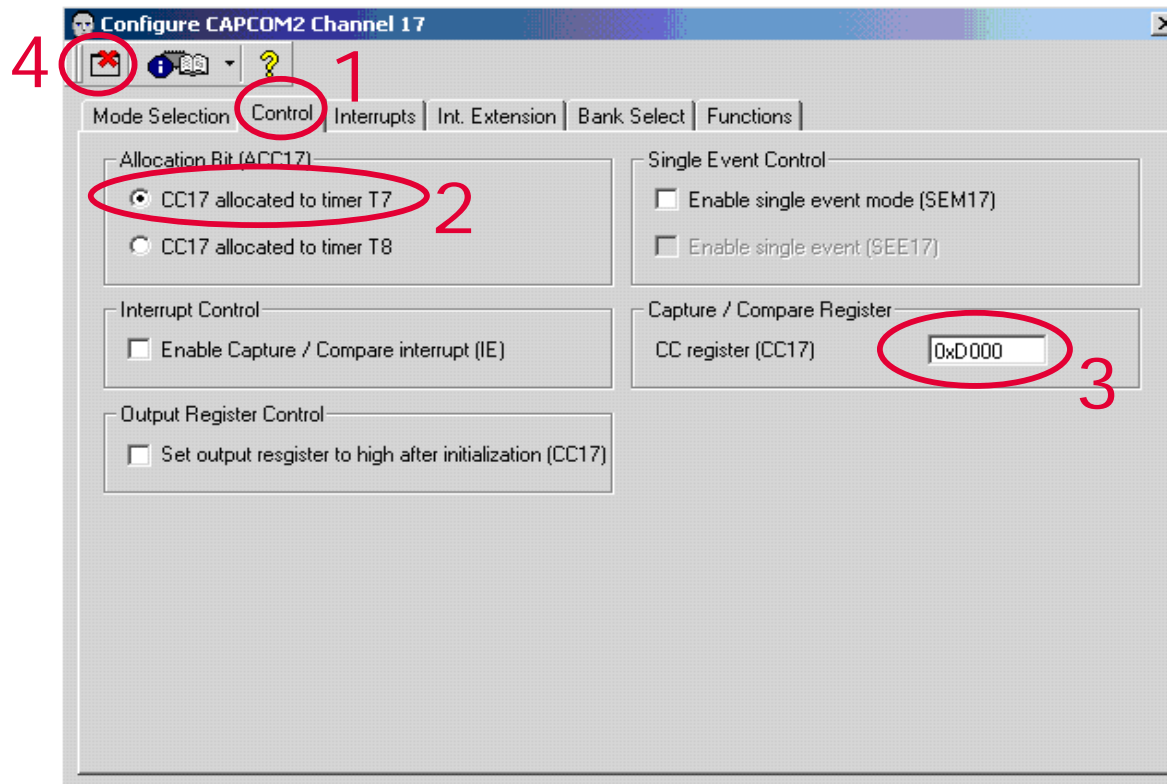 Configure CAPCOM2 Channel 17
4
1
Mode Selection Control Interrupts Int. Extension Bank Select Functions
Allocation Bit (ACC17)
CC17 allocated to timer T7
2
CC17 allocated to timer T8
Single Event Control
Enable single event mode (SEM17)
Enable single event (SEE17)
Interrupt Control
Enable Capture / Compare interrupt (IE)
Capture / Compare Register
CC register (CC17) 0xD000
3
Output Register Control
Set output resgister to high after initialization (CC17)